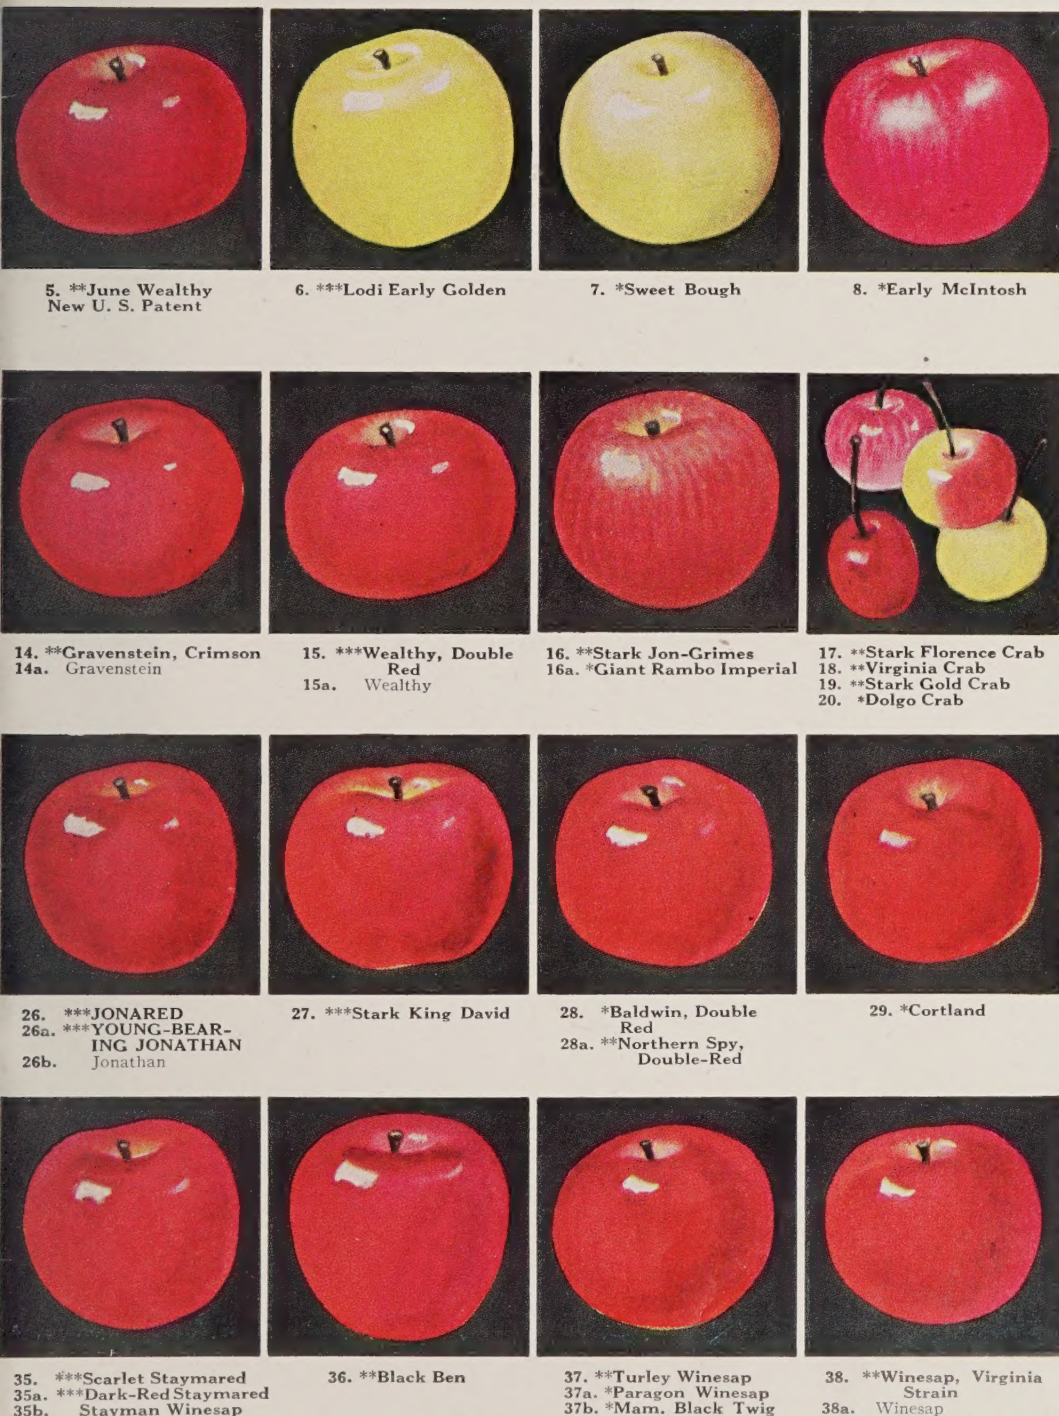 5. **June Wealthy
New U. S. Patent
6. ***Lodi Early Golden
7. *Sweet Bough
8. *Early McIntosh
14. **Gravenstein, Crimson
14a. Gravenstein
15. ***Wealthy, Double
Red
15a. Wealthy
16. **Stark Jon-Grimes
16a. *Giant Rambo Imperial
17. **Stark Florence Crab
18. **Virginia Crab
19. **Stark Gold Crab
20. *Dolgo Crab
26. ***JONARED
26a. ***YOUNG-BEAR-
ING JONATHAN
26b. Jonathan
27. ***Stark King David
28. *Baldwin, Double
Red
28a. **Northern Spy,
Double-Red
29. *Cortland
35. ***Scarlet Staymared
35a. ***Dark-Red Staymared
35b. Stayman Winesap
36. **Black Ben
37. **Turley Winesap
37a. *Paragon Winesap
37b. *Mam. Black Twig
38. **Winesap, Virginia
Strain
38a. Winesap